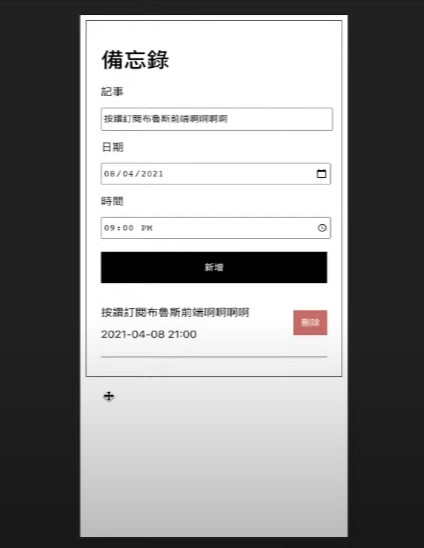 備忘錄
記事
按讚訂閱布魯斯前端啊啊啊啊
日期
08/04/2021
時間
09:00 PM
新增
按讚訂閱布魯斯前端啊啊啊啊
2021-04-08 21:00
刪除